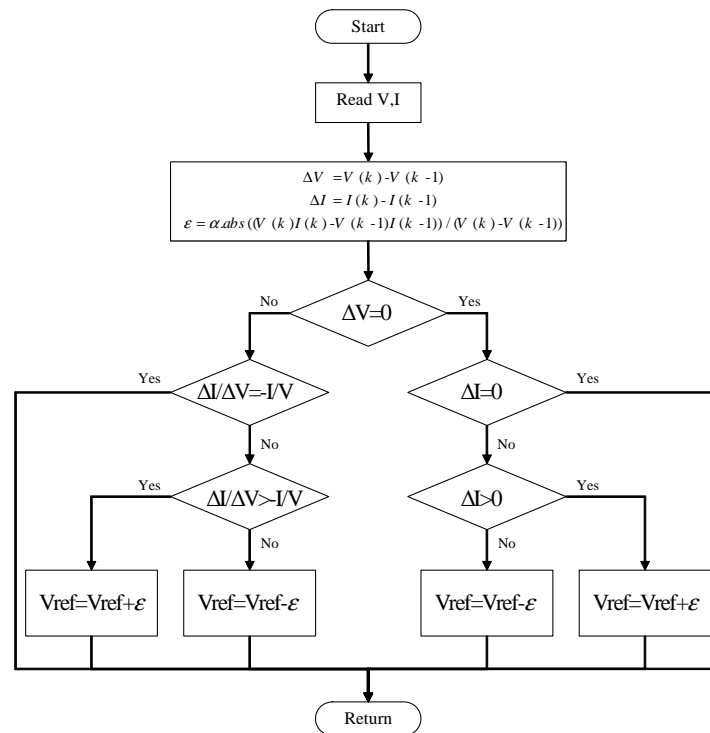 Start
Read V,I
ΔV =V (k) -V (k -1)
ΔI = I (k) - I (k -1)
ε = α.abs ((V (k) I (k) -V (k -1) I (k -1)) / (V (k) -V (k -1))
No
ΔV=0
Yes
Yes
ΔI/ΔV=-I/V
ΔI=0
Yes
No
No
Yes
ΔI/ΔV>-I/V
ΔI>0
Yes
No
No
Vref=Vref+ε
Vref=Vref-ε
Vref=Vref-ε
Vref=Vref+ε
Return